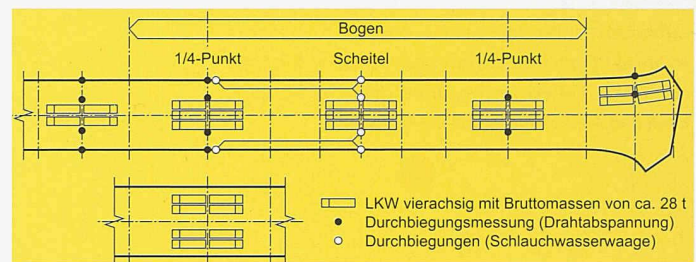 Bogen
1/4-Punkt Scheitel 1/4-Punkt
LKW vierachsig mit Bruttomassen von ca. 28 t
Durchbiegungsmessung (Drahtabspannung)
Durchbiegungen (Schlauchwasserwaage)